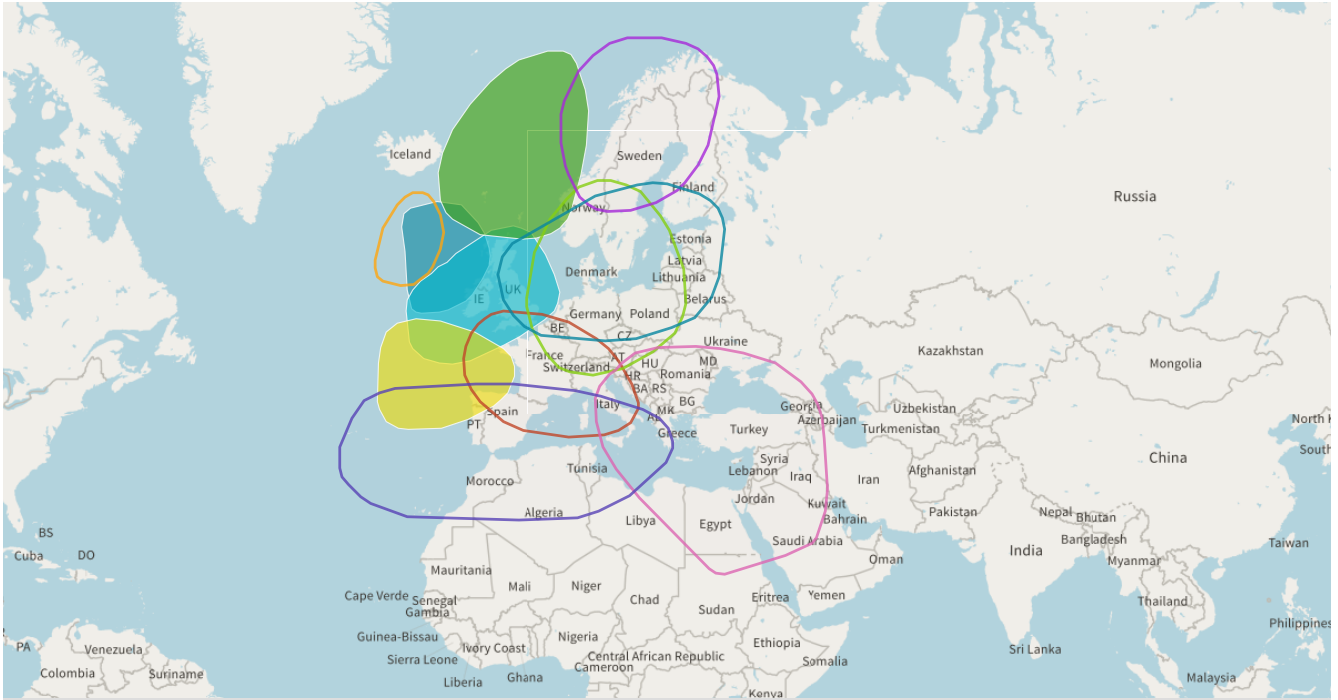 Iceland
Sweden
Finland
Norway
Russia
Estonia
Latvia
Lithuania
Denmark
Belarus
UK
IE
Germany
Poland
BE
CZ
Ukraine
France
AT
Switzerland
HU
MD
HR
Romania
BA
RS
Kazakhstan
Mongolia
Italy
BG
MK
AL
Spain
PT
Greece
Turkey
Georgia
Azerbaijan
Uzbekistan
Turkmenistan
North
South
Tunisia
Syria
Lebanon
Iraq
Iran
Afghanistan
China
Morocco
Jordan
Kuwait
Bahrain
Pakistan
Nepal
Bhutan
Algeria
Libya
Egypt
Saudi Arabia
Bangladesh
Taiwan
BS
Cuba
DO
India
Myanmar
Oman
Mauritania
Mali
Niger
Chad
Sudan
Eritrea
Yemen
Thailand
Cape Verde
Senegal
Gambia
Philippines
Guinea-Bissau
Nigeria
Ethiopia
PA
Venezuela
Ivory Coast
Sierra Leone
Central African Republic
Cameroon
Somalia
Sri Lanka
Colombia
Suriname
Liberia
Ghana
Malaysia
Kenya